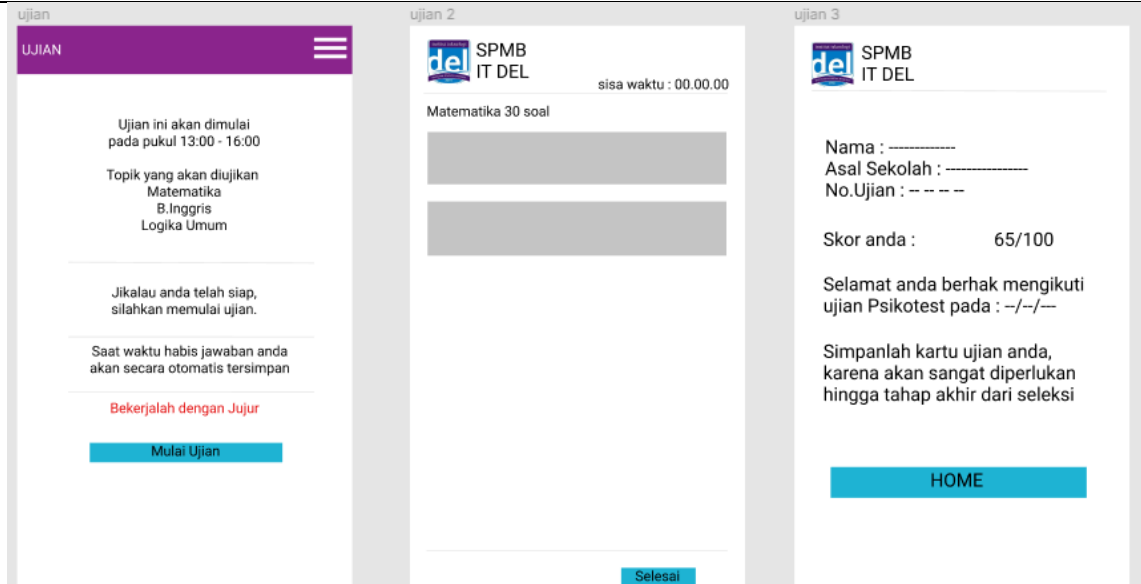 ujian
UJIAN
Ujian ini akan dimulai
pada pukul 13:00 - 16:00
Topik yang akan diujikan
Matematika
B.Inggris
Logika Umum
Jikalau anda telah siap,
silahkan memulai ujian.
Saat waktu habis jawaban anda
akan secara otomatis tersimpan
Bekerjalah dengan Jujur
Mulai Ujian
ujian 2
del
SPMB
IT DEL
sisa waktu : 00.00.00
Matematika 30 soal
Selesai
ujian 3
del
SPMB
IT DEL
Nama : -------------
Asal Sekolah : ----------------
No.Ujian : -- -- -- --
Skor anda : 65/100
Selamat anda berhak mengikuti
ujian Psikotest pada : --/--/---
Simpanlah kartu ujian anda,
karena akan sangat diperlukan
hingga tahap akhir dari seleksi
HOME